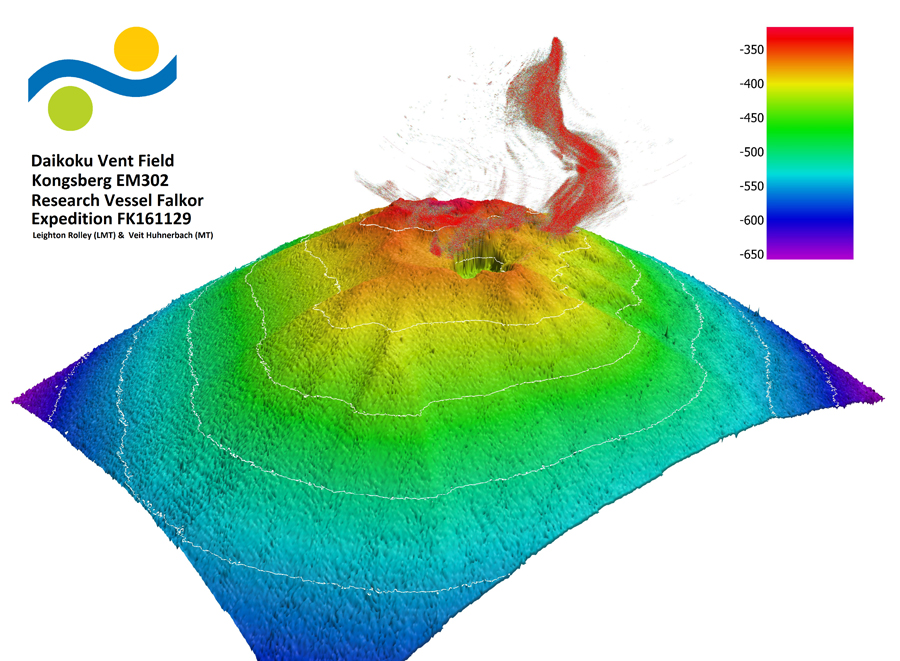 Daikoku Vent Field
Kongsberg EM302
Research Vessel Falkor
Expedition FK161129
Leighton Rolley (LMT) & Veit Huhnerbach (MT)
-350
-400
-450
-500
-550
-600
-650